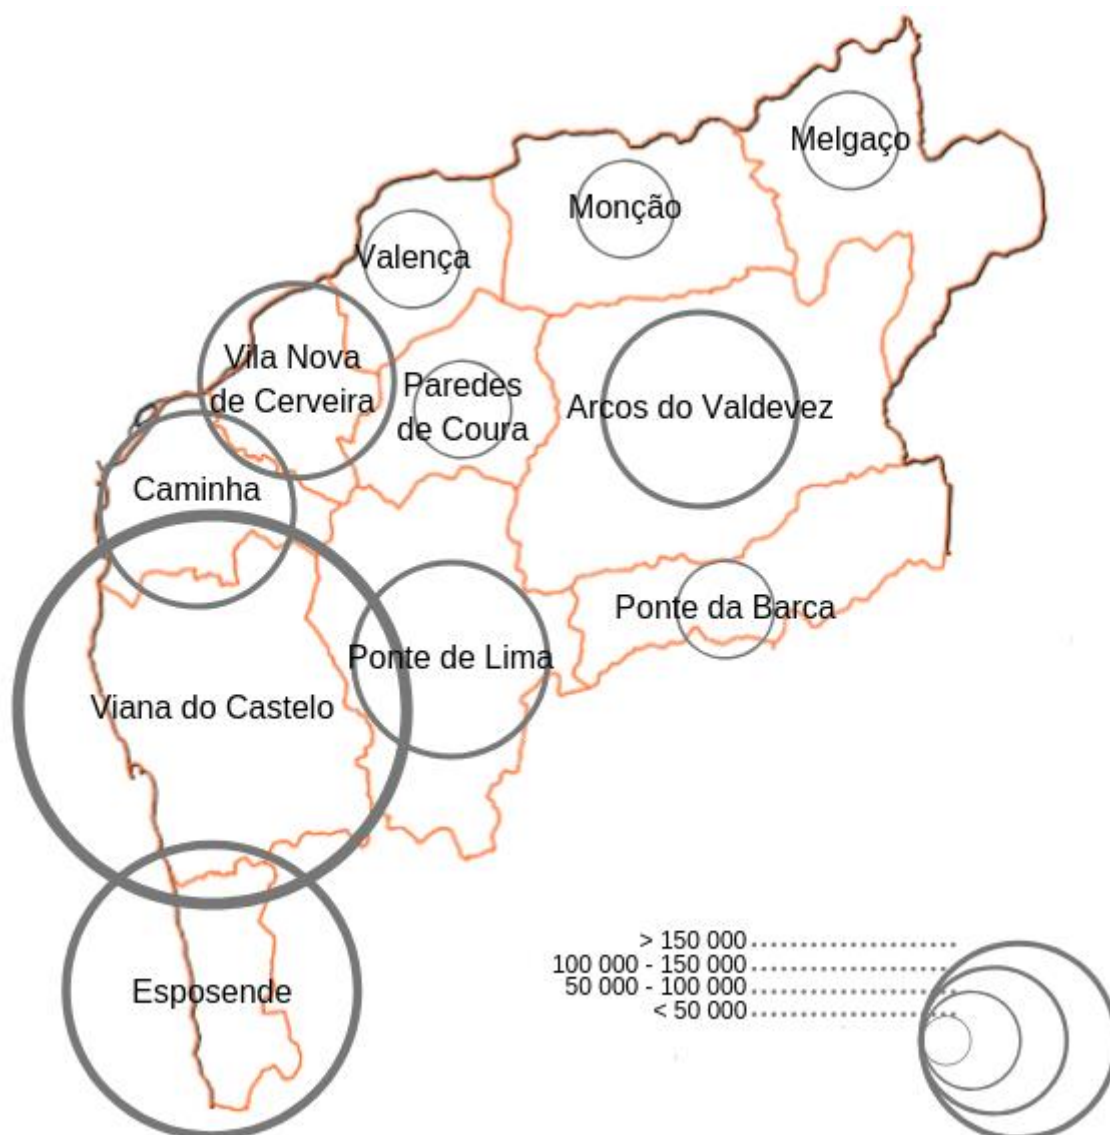 Melgaço
Monção
Valença
Vila Nova
de Cerveira
Paredes
de Coura
Arcos do Valdevez
Caminha
Ponte da Barca
Ponte de Lima
Viana do Castelo
Esposende
> 150 000
100 000 - 150 000
50 000 - 100 000
< 50 000